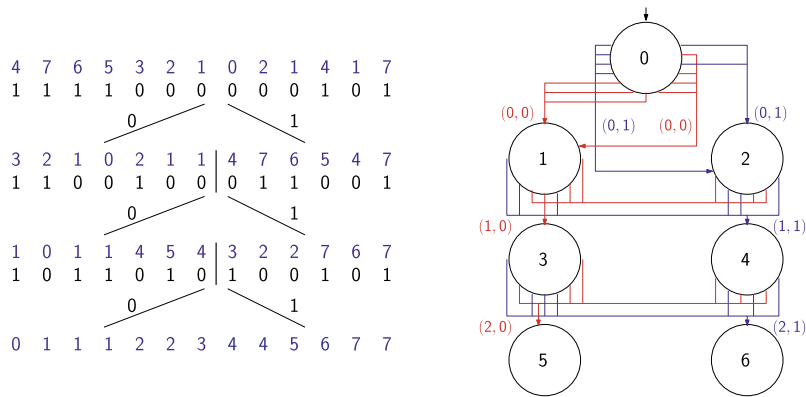 4 7 6 5 3 2 1 0 2 1 4 1 7
1 1 1 1 0 0 0 0 0 0 1 0 1
0 1
3 2 1 0 2 1 1 4 7 6 5 4 7
1 1 0 0 1 0 0 0 1 1 0 0 1
0 1
1 0 1 1 4 5 4 3 2 2 7 6 7
1 0 1 1 0 1 0 1 0 0 1 0 1
0 1
0 1 1 1 2 2 3 4 4 5 6 7 7
0
(0,0) (0,1) (0,0) (0,1)
1 2
(1,0) (1,1)
3 4
(2,0) (2,1)
5 6